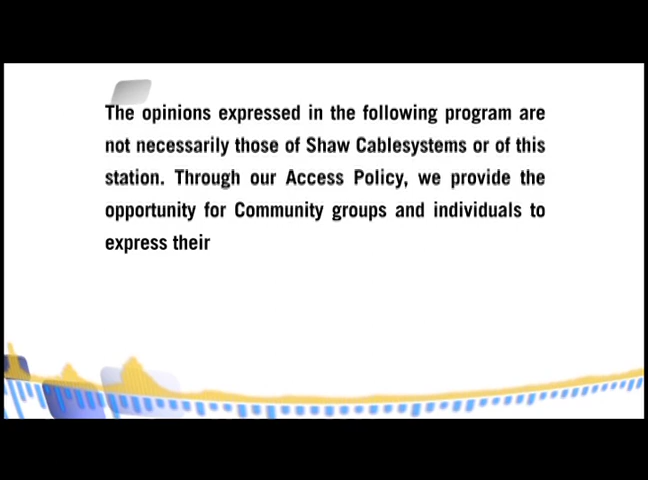 The opinions expressed in the following program are
not necessarily those of Shaw Cablesystems or of this
station. Through our Access Policy, we provide the
opportunity for Community groups and individuals to
express their